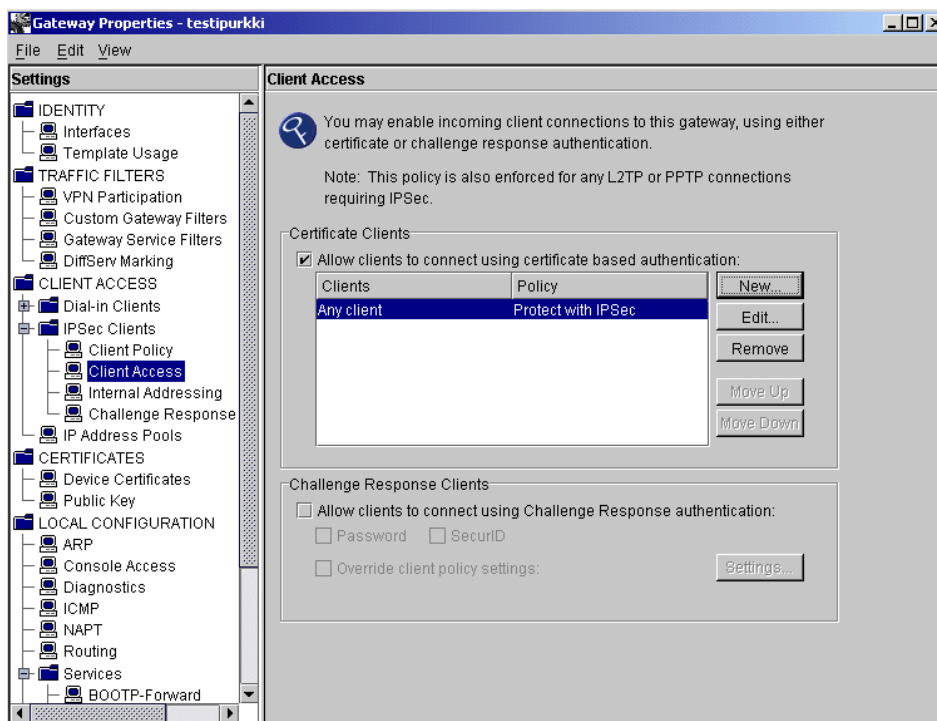 Gateway Properties - testipurkki
File Edit View
Settings
IDENTITY
Interfaces
Template Usage
TRAFFIC FILTERS
VPN Participation
Custom Gateway Filters
Gateway Service Filters
DiffServ Marking
CLIENT ACCESS
Dial-in Clients
IPSec Clients
Client Policy
Client Access
Internal Addressing
Challenge Response
IP Address Pools
CERTIFICATES
Device Certificates
Public Key
LOCAL CONFIGURATION
ARP
Console Access
Diagnostics
ICMP
NAPT
Routing
Services
BOOTP-Forward
Client Access
You may enable incoming client connections to this gateway, using either
certificate or challenge response authentication.
Note: This policy is also enforced for any L2TP or PPTP connections
requiring IPSec.
Certificate Clients
Allow clients to connect using certificate based authentication:
Clients Policy
Any client Protect with IPSec
New...
Edit...
Remove
Move Up
Move Down
Challenge Response Clients
Allow clients to connect using Challenge Response authentication:
Password SecurID
Override client policy settings:
Settings...